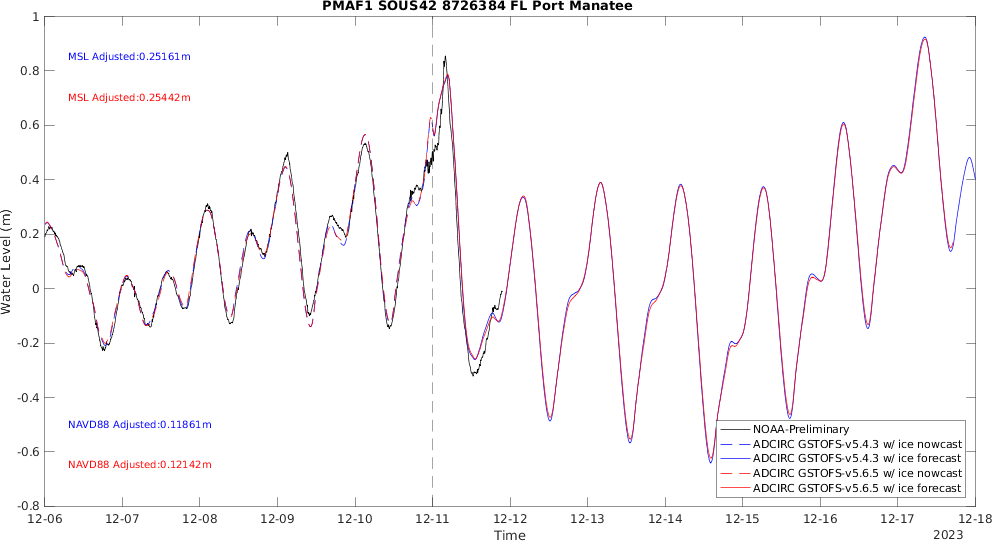 PMAF1 SOUS42 8726384 FL Port Manatee
1
0.8
0.6
0.4
0.2
0
-0.2
-0.4
-0.6
-0.8
Water Level (m)
MSL Adjusted:0.25161m
MSL Adjusted:0.25442m
NAVD88 Adjusted:0.11861m
NAVD88 Adjusted:0.12142m
NOAA-Preliminary
ADCIRC GSTOFS-v5.4.3 w/ ice nowcast
ADCIRC GSTOFS-v5.4.3 w/ ice forecast
ADCIRC GSTOFS-v5.6.5 w/ ice nowcast
ADCIRC GSTOFS-v5.6.5 w/ ice forecast
12-06 12-07 12-08 12-09 12-10 12-11 12-12 12-13 12-14 12-15 12-16 12-17 12-18
Time
2023